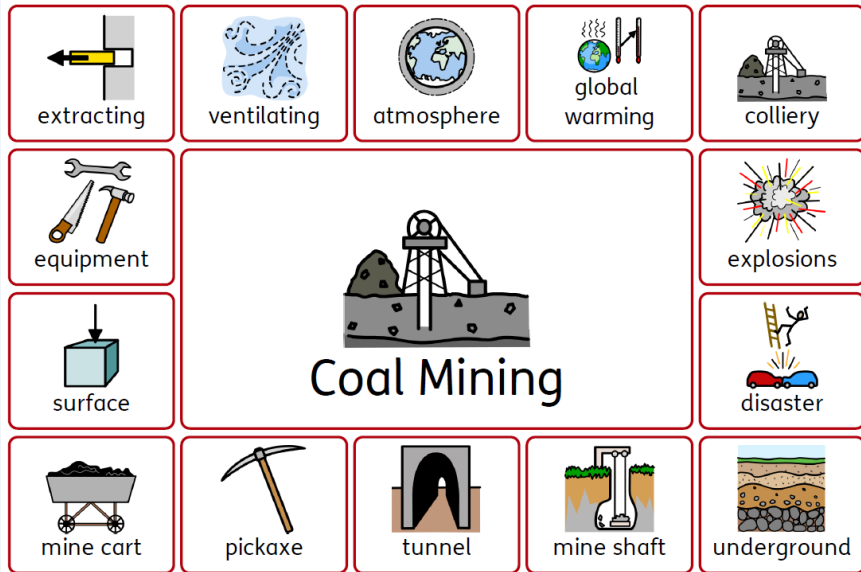 extracting
ventilating
atmosphere
global
warming
colliery
equipment
explosions
Coal Mining
surface
disaster
mine cart
pickaxe
tunnel
mine shaft
underground